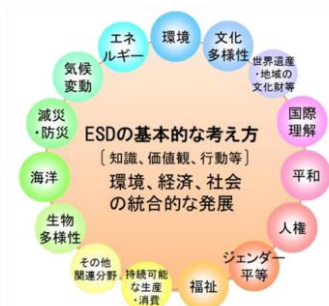 環境
文化
多様性
世界遺産
・地域の
文化財等
国際
理解
平和
人権
ジェンダー
平等
福祉
持続可能
な生産
・消費
その他
関連分野
生物
多様性
海洋
減災
・防災
気候
変動
エネ
ルギー
ESDの基本的な考え方
［知識、価値観、行動等］
環境、経済、社会
の統合的な発展